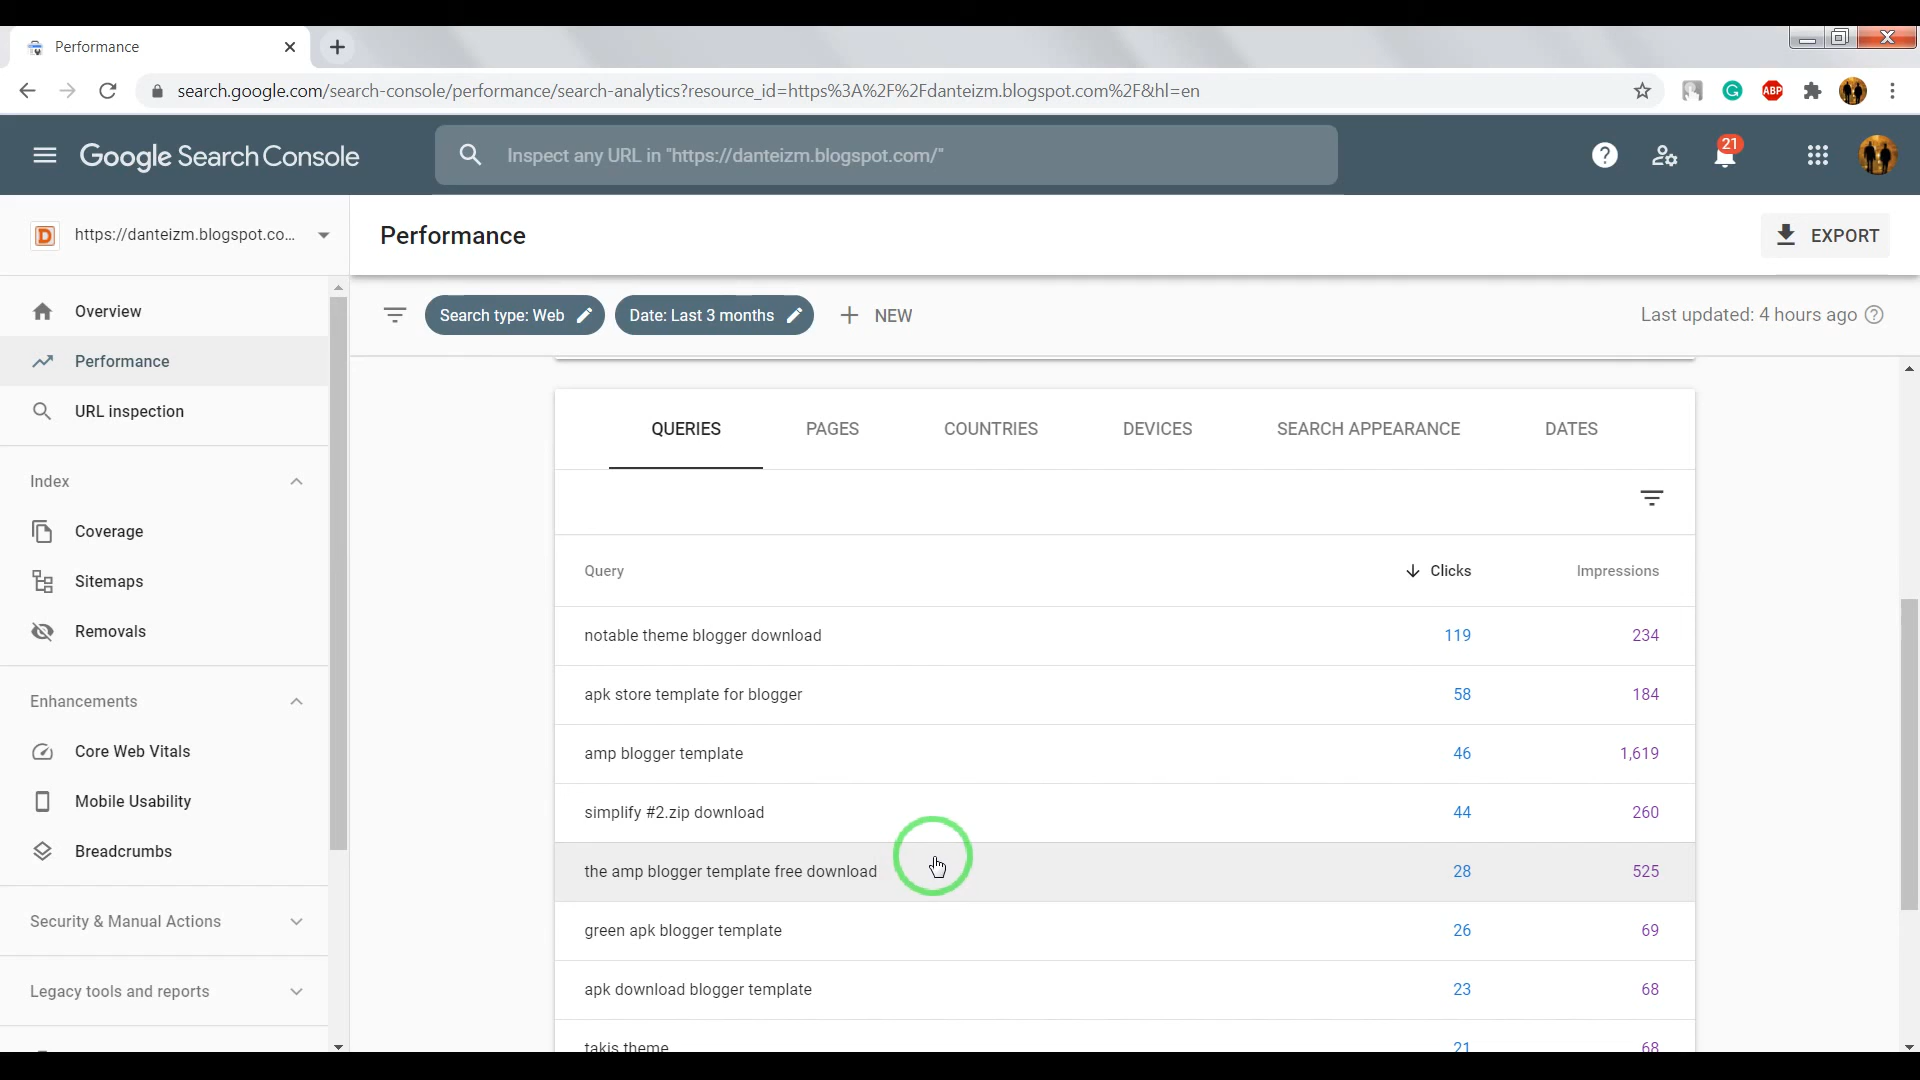 Performance
search.google.com/search-console/performance/search-analytics?resource_id=https%3A%2F%2Fdanteizm.blogspot.com%2F&hl=en
ABP
Google Search Console
Inspect any URL in "https://danteizm.blogspot.com/"
21
D
https://danteizm.blogspot.co...
Performance
EXPORT
Search type: Web
Date: Last 3 months
NEW
Last updated: 4 hours ago
Overview
Performance
URL inspection
Index
Coverage
Sitemaps
Removals
Enhancements
Core Web Vitals
Mobile Usability
Breadcrumbs
Security & Manual Actions
Legacy tools and reports
QUERIES PAGES COUNTRIES DEVICES SEARCH APPEARANCE DATES
Query Clicks Impressions
notable theme blogger download 119 234
apk store template for blogger 58 184
amp blogger template 46 1,619
simplify #2.zip download 44 260
the amp blogger template free download 28 525
green apk blogger template 26 69
apk download blogger template 23 68
takis theme 21 68